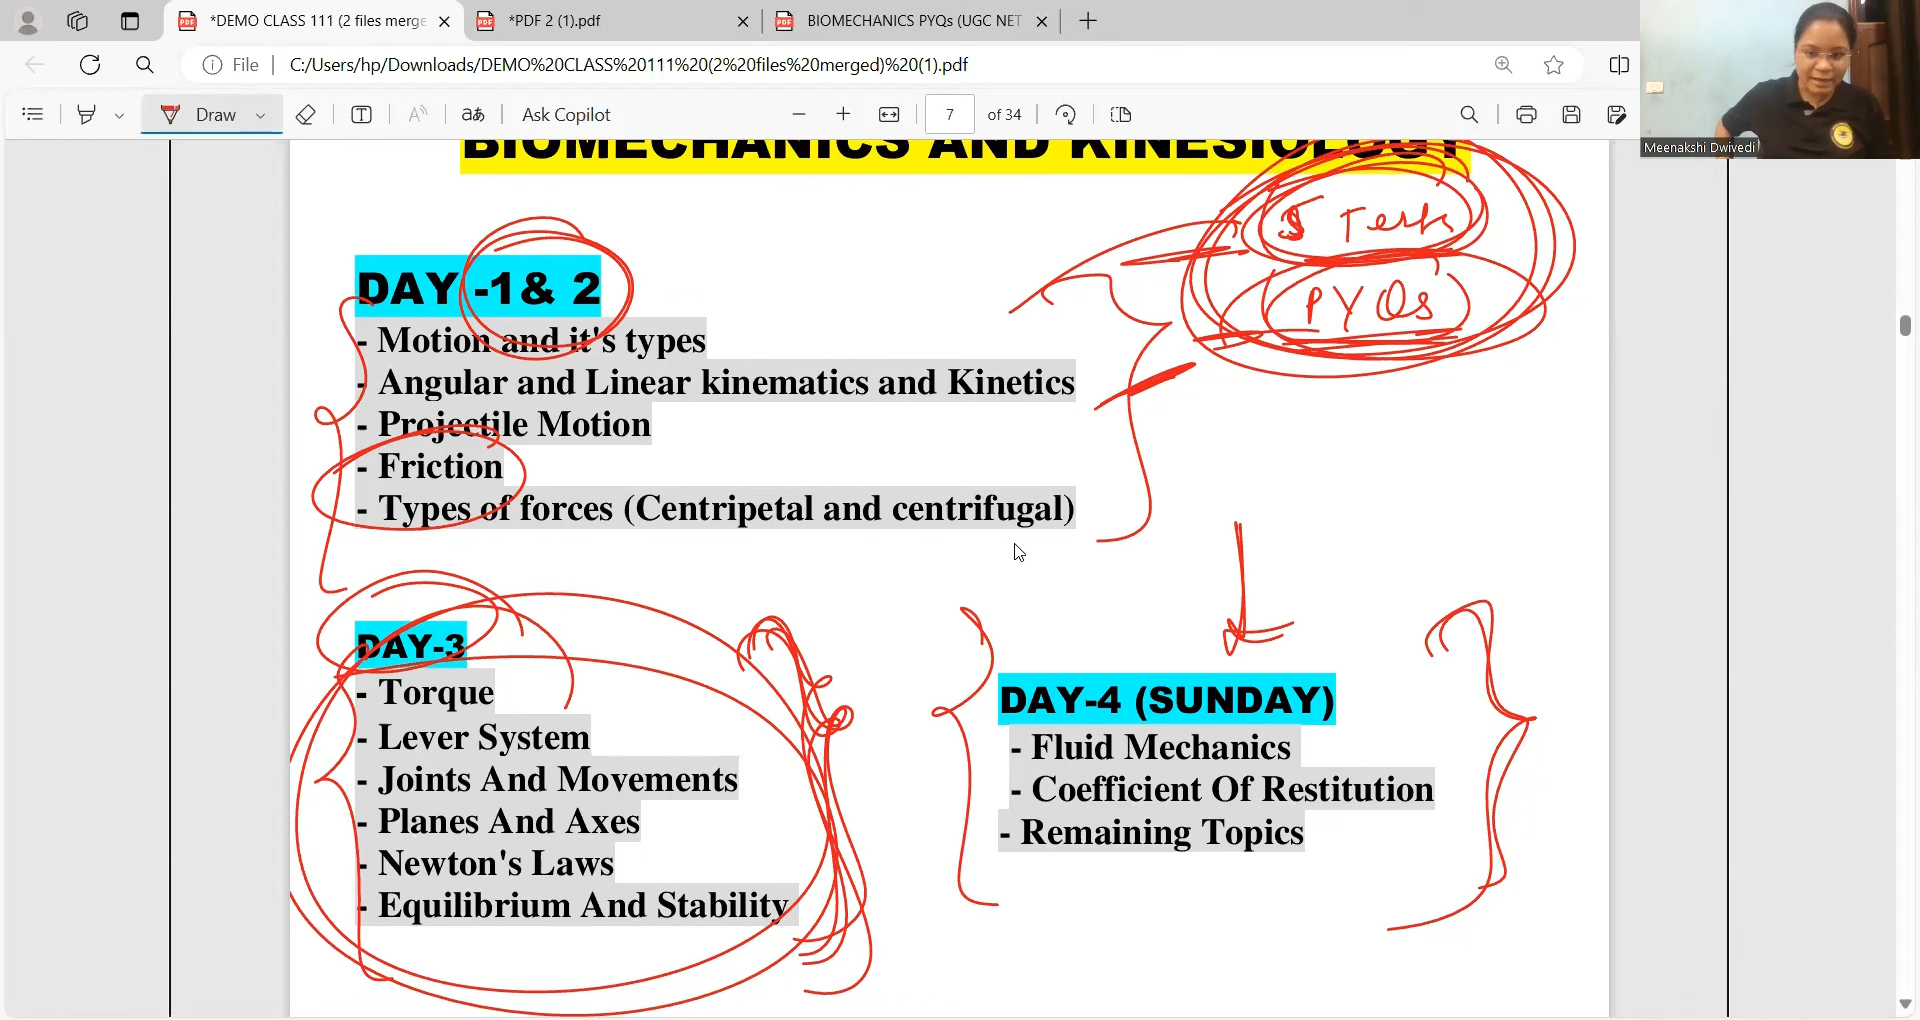 *DEMO CLASS 111 (2 files merge
*PDF 2 (1).pdf
BIOMECHANICS PYQs (UGC NET
File
C:/Users/hp/Downloads/DEMO%20CLASS%20111%20(2%20files%20merged)%20(1).pdf
Draw
Ask Copilot
7 of 34
Meenakshi Dwivedi
BIOMECHANICS AND KINESIOLOGY
5 Tests
PYQs
DAY -1& 2
- Motion and it's types
- Angular and Linear kinematics and Kinetics
- Projectile Motion
- Friction
- Types of forces (Centripetal and centrifugal)
DAY-3
- Torque
- Lever System
- Joints And Movements
- Planes And Axes
- Newton's Laws
- Equilibrium And Stability
DAY-4 (SUNDAY)
- Fluid Mechanics
- Coefficient Of Restitution
- Remaining Topics